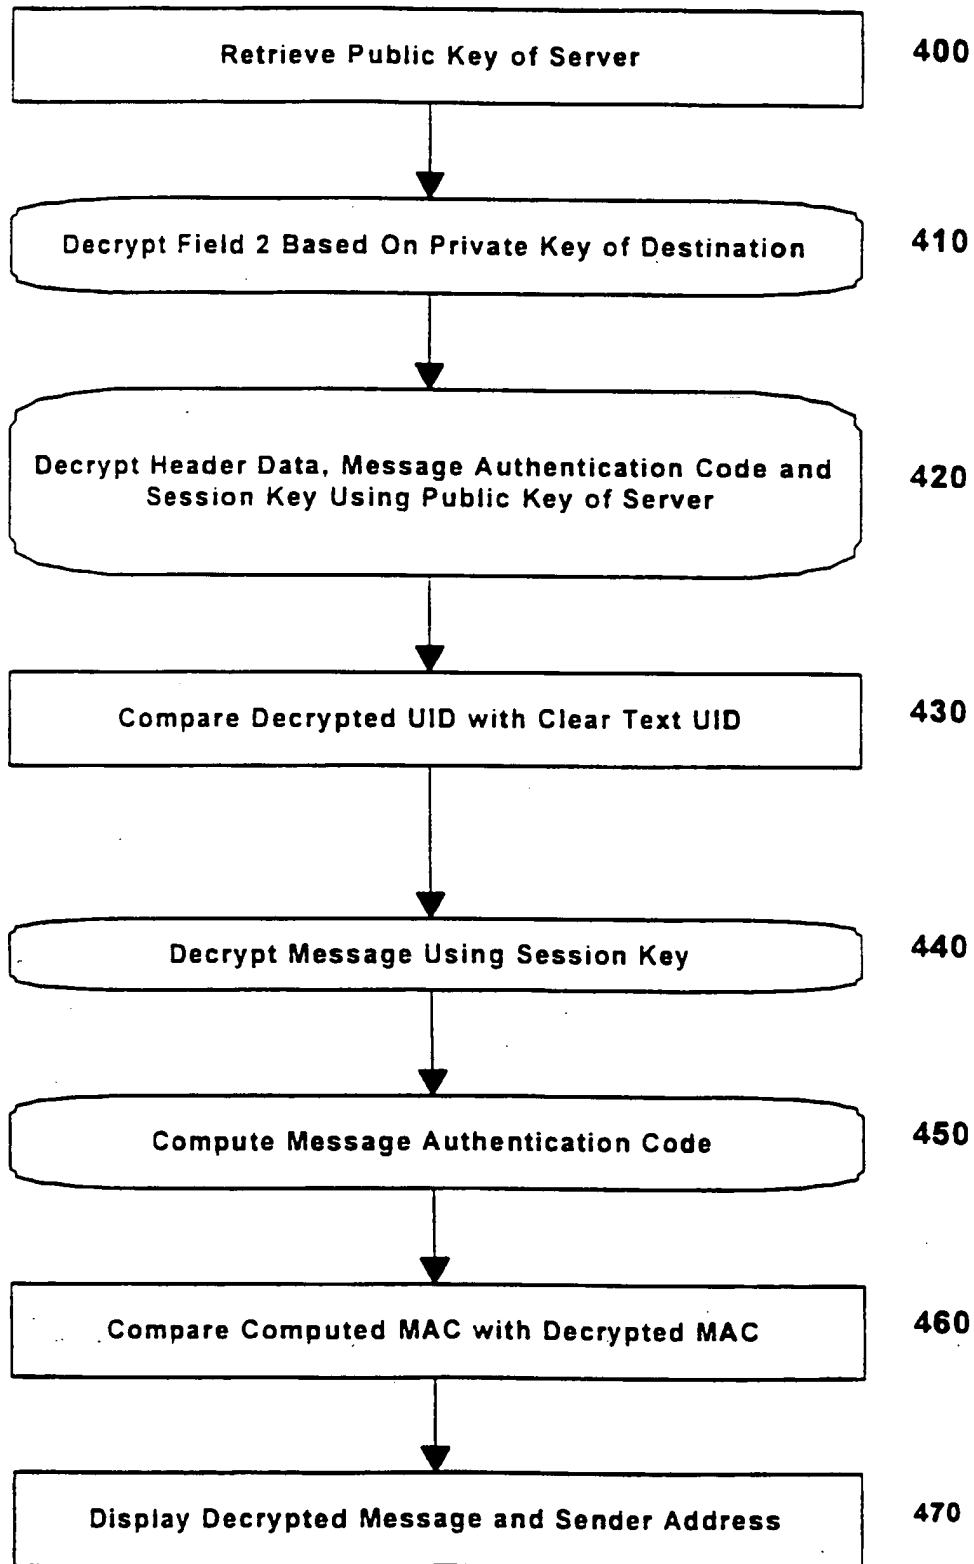 Retrieve Public Key of Server
400
Decrypt Field 2 Based On Private Key of Destination
410
Decrypt Header Data, Message Authentication Code and
Session Key Using Public Key of Server
420
Compare Decrypted UID with Clear Text UID
430
Decrypt Message Using Session Key
440
Compute Message Authentication Code
450
Compare Computed MAC with Decrypted MAC
460
Display Decrypted Message and Sender Address
470